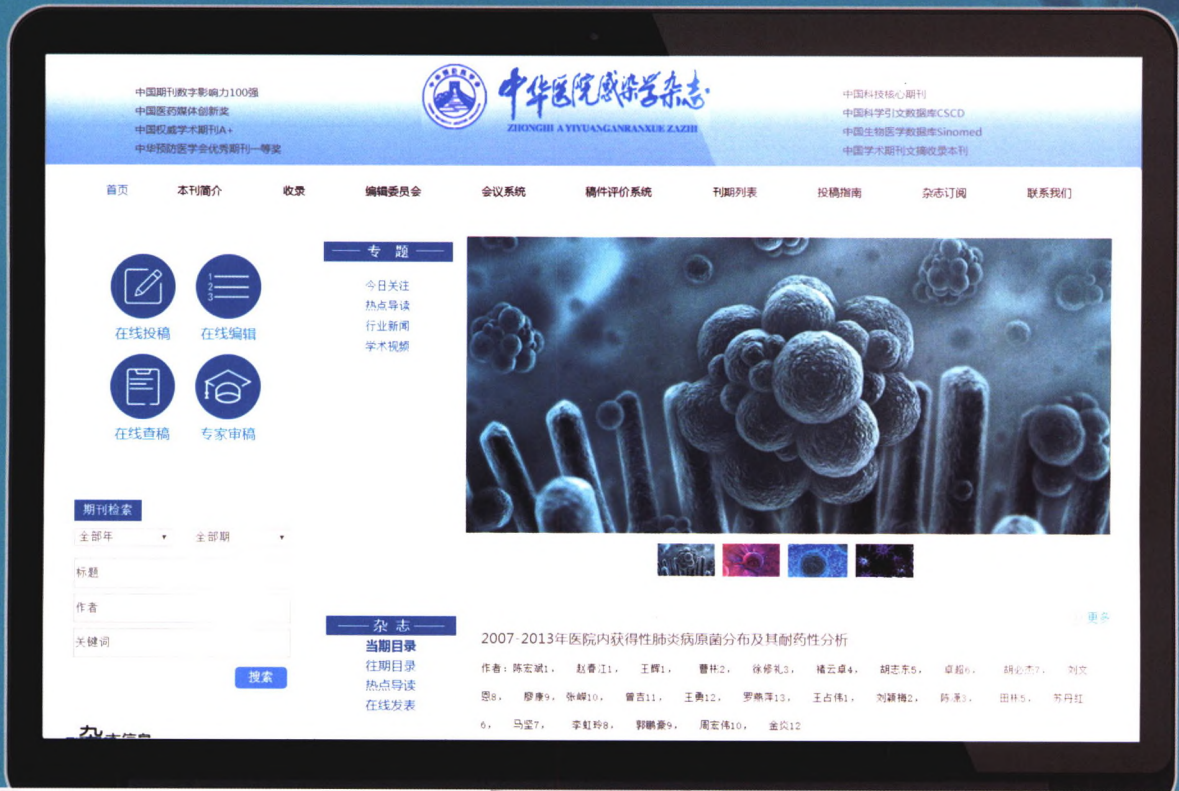 中国期刊数字影响力100强
中国医药媒体创新奖
中国权威学术期刊A+
中华预防医学会优秀期刊一等奖
中华医院感染学杂志
ZHONGHUA YIYUANGANRANXUE ZAZHI
中国科技核心期刊
中国科学引文数据库CSCD
中国生物医学数据库Sinomed
中国学术期刊文摘收录本刊
首页 本刊简介 收录 编辑委员会 会议系统 稿件评价系统 刊期列表 投稿指南 杂志订阅 联系我们
在线投稿 在线编辑
在线查稿 专家审稿
专 题
今日关注
热点导读
行业新闻
学术视频
期刊检索
全部年 全部期
标题
作者
关键词
搜索
杂 志
当期目录
往期目录
热点导读
在线发表
更多
2007-2013年医院内获得性肺炎病原菌分布及其耐药性分析
作者：陈宏斌1， 赵春江1， 王辉1， 曹彬2， 徐修礼3， 褚云卓4， 胡志东5， 卓超6， 胡必杰7， 刘文
恩8， 廖康9， 张嵘10， 曾吉11， 王勇12， 罗燕萍13， 王占伟1， 刘颖梅2， 陈潇3， 田彬5， 苏丹虹
6， 马坚7， 李虹玲8， 郭鹏豪9， 周宏伟10， 金炎12